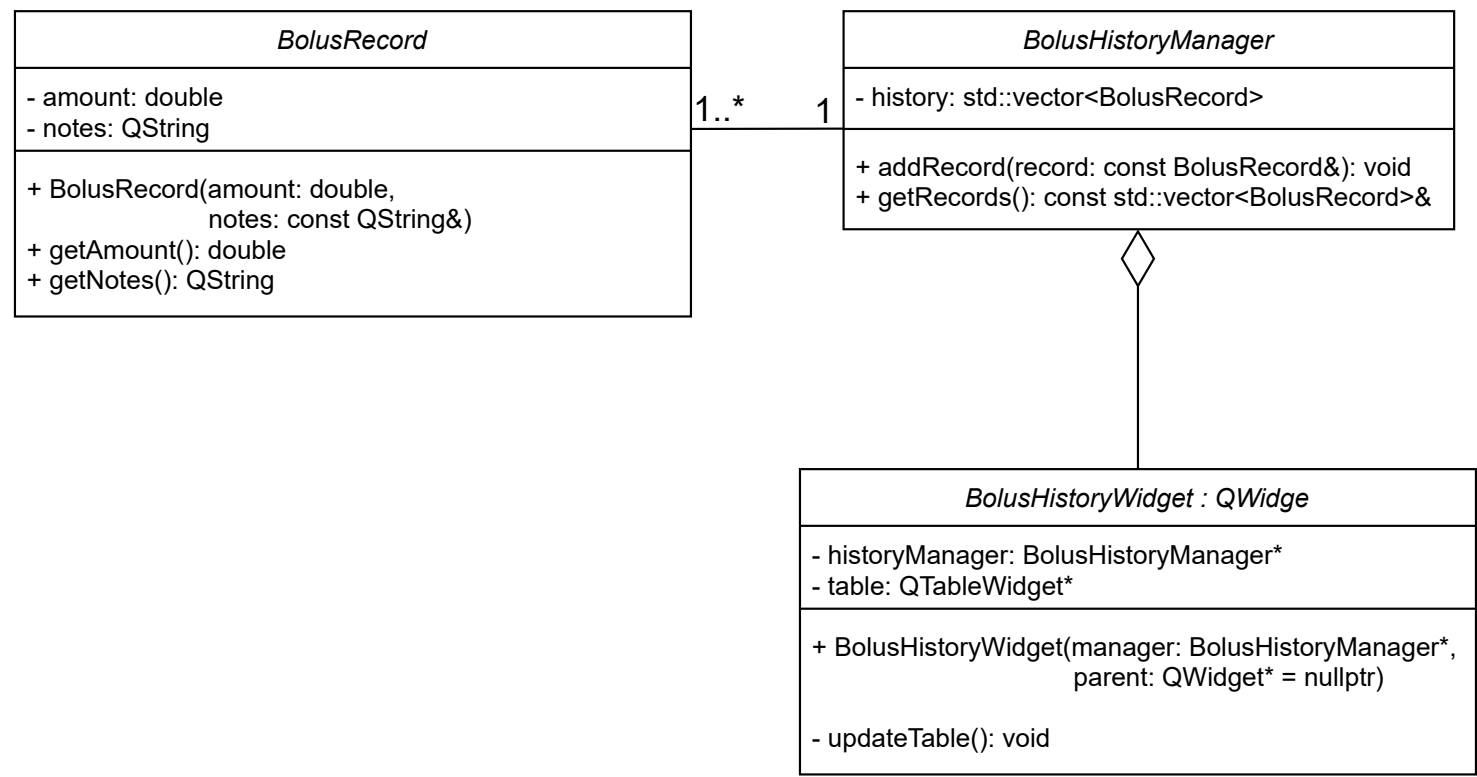 BolusRecord
- amount: double
- notes: QString
+ BolusRecord(amount: double,
notes: const QString&)
+ getAmount(): double
+ getNotes(): QString
1..*
1
BolusHistoryManager
- history: std::vector<BolusRecord>
+ addRecord(record: const BolusRecord&): void
+ getRecords(): const std::vector<BolusRecord>&
BolusHistoryWidget : QWidge
- historyManager: BolusHistoryManager*
- table: QTableWidget*
+ BolusHistoryWidget(manager: BolusHistoryManager*,
parent: QWidget* = nullptr)
- updateTable(): void